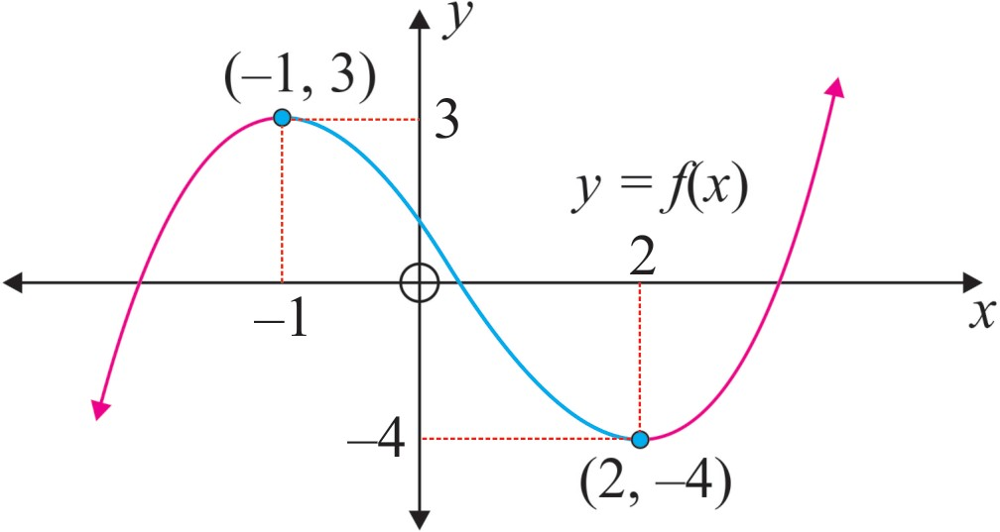 y
(–1, 3)
3
y = f(x)
2
–1
x
–4
(2, –4)